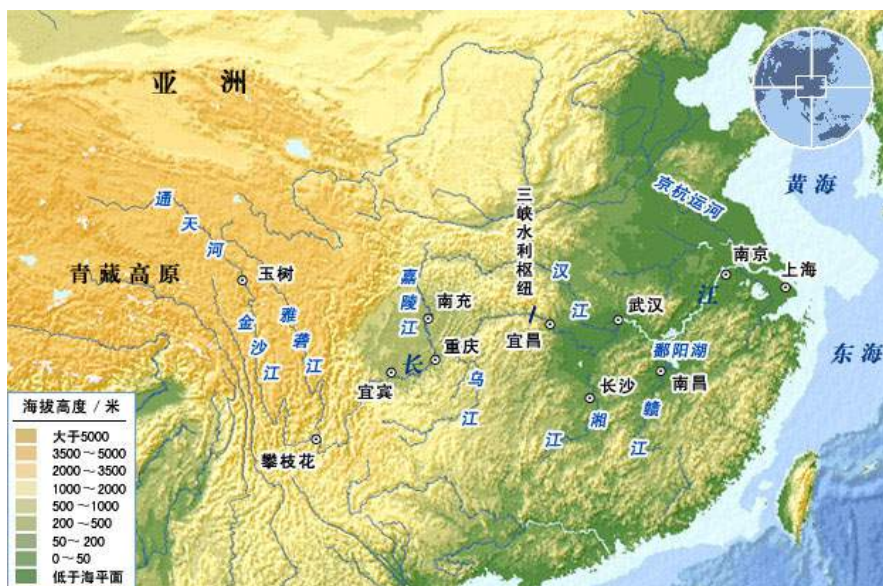 亚洲
黄海
京杭运河
三峡水利枢纽
通天河
青藏高原
玉树
嘉陵江
汉江
南京
上海
江
南充
武汉
金沙江
雅砻江
宜昌
东海
重庆
长
鄱阳湖
宜宾
乌江
南昌
长沙
湘江
赣江
攀枝花
海拔高度 / 米
大于5000
3500～5000
2000～3500
1000～2000
500～1000
200～500
50～200
0～50
低于海平面